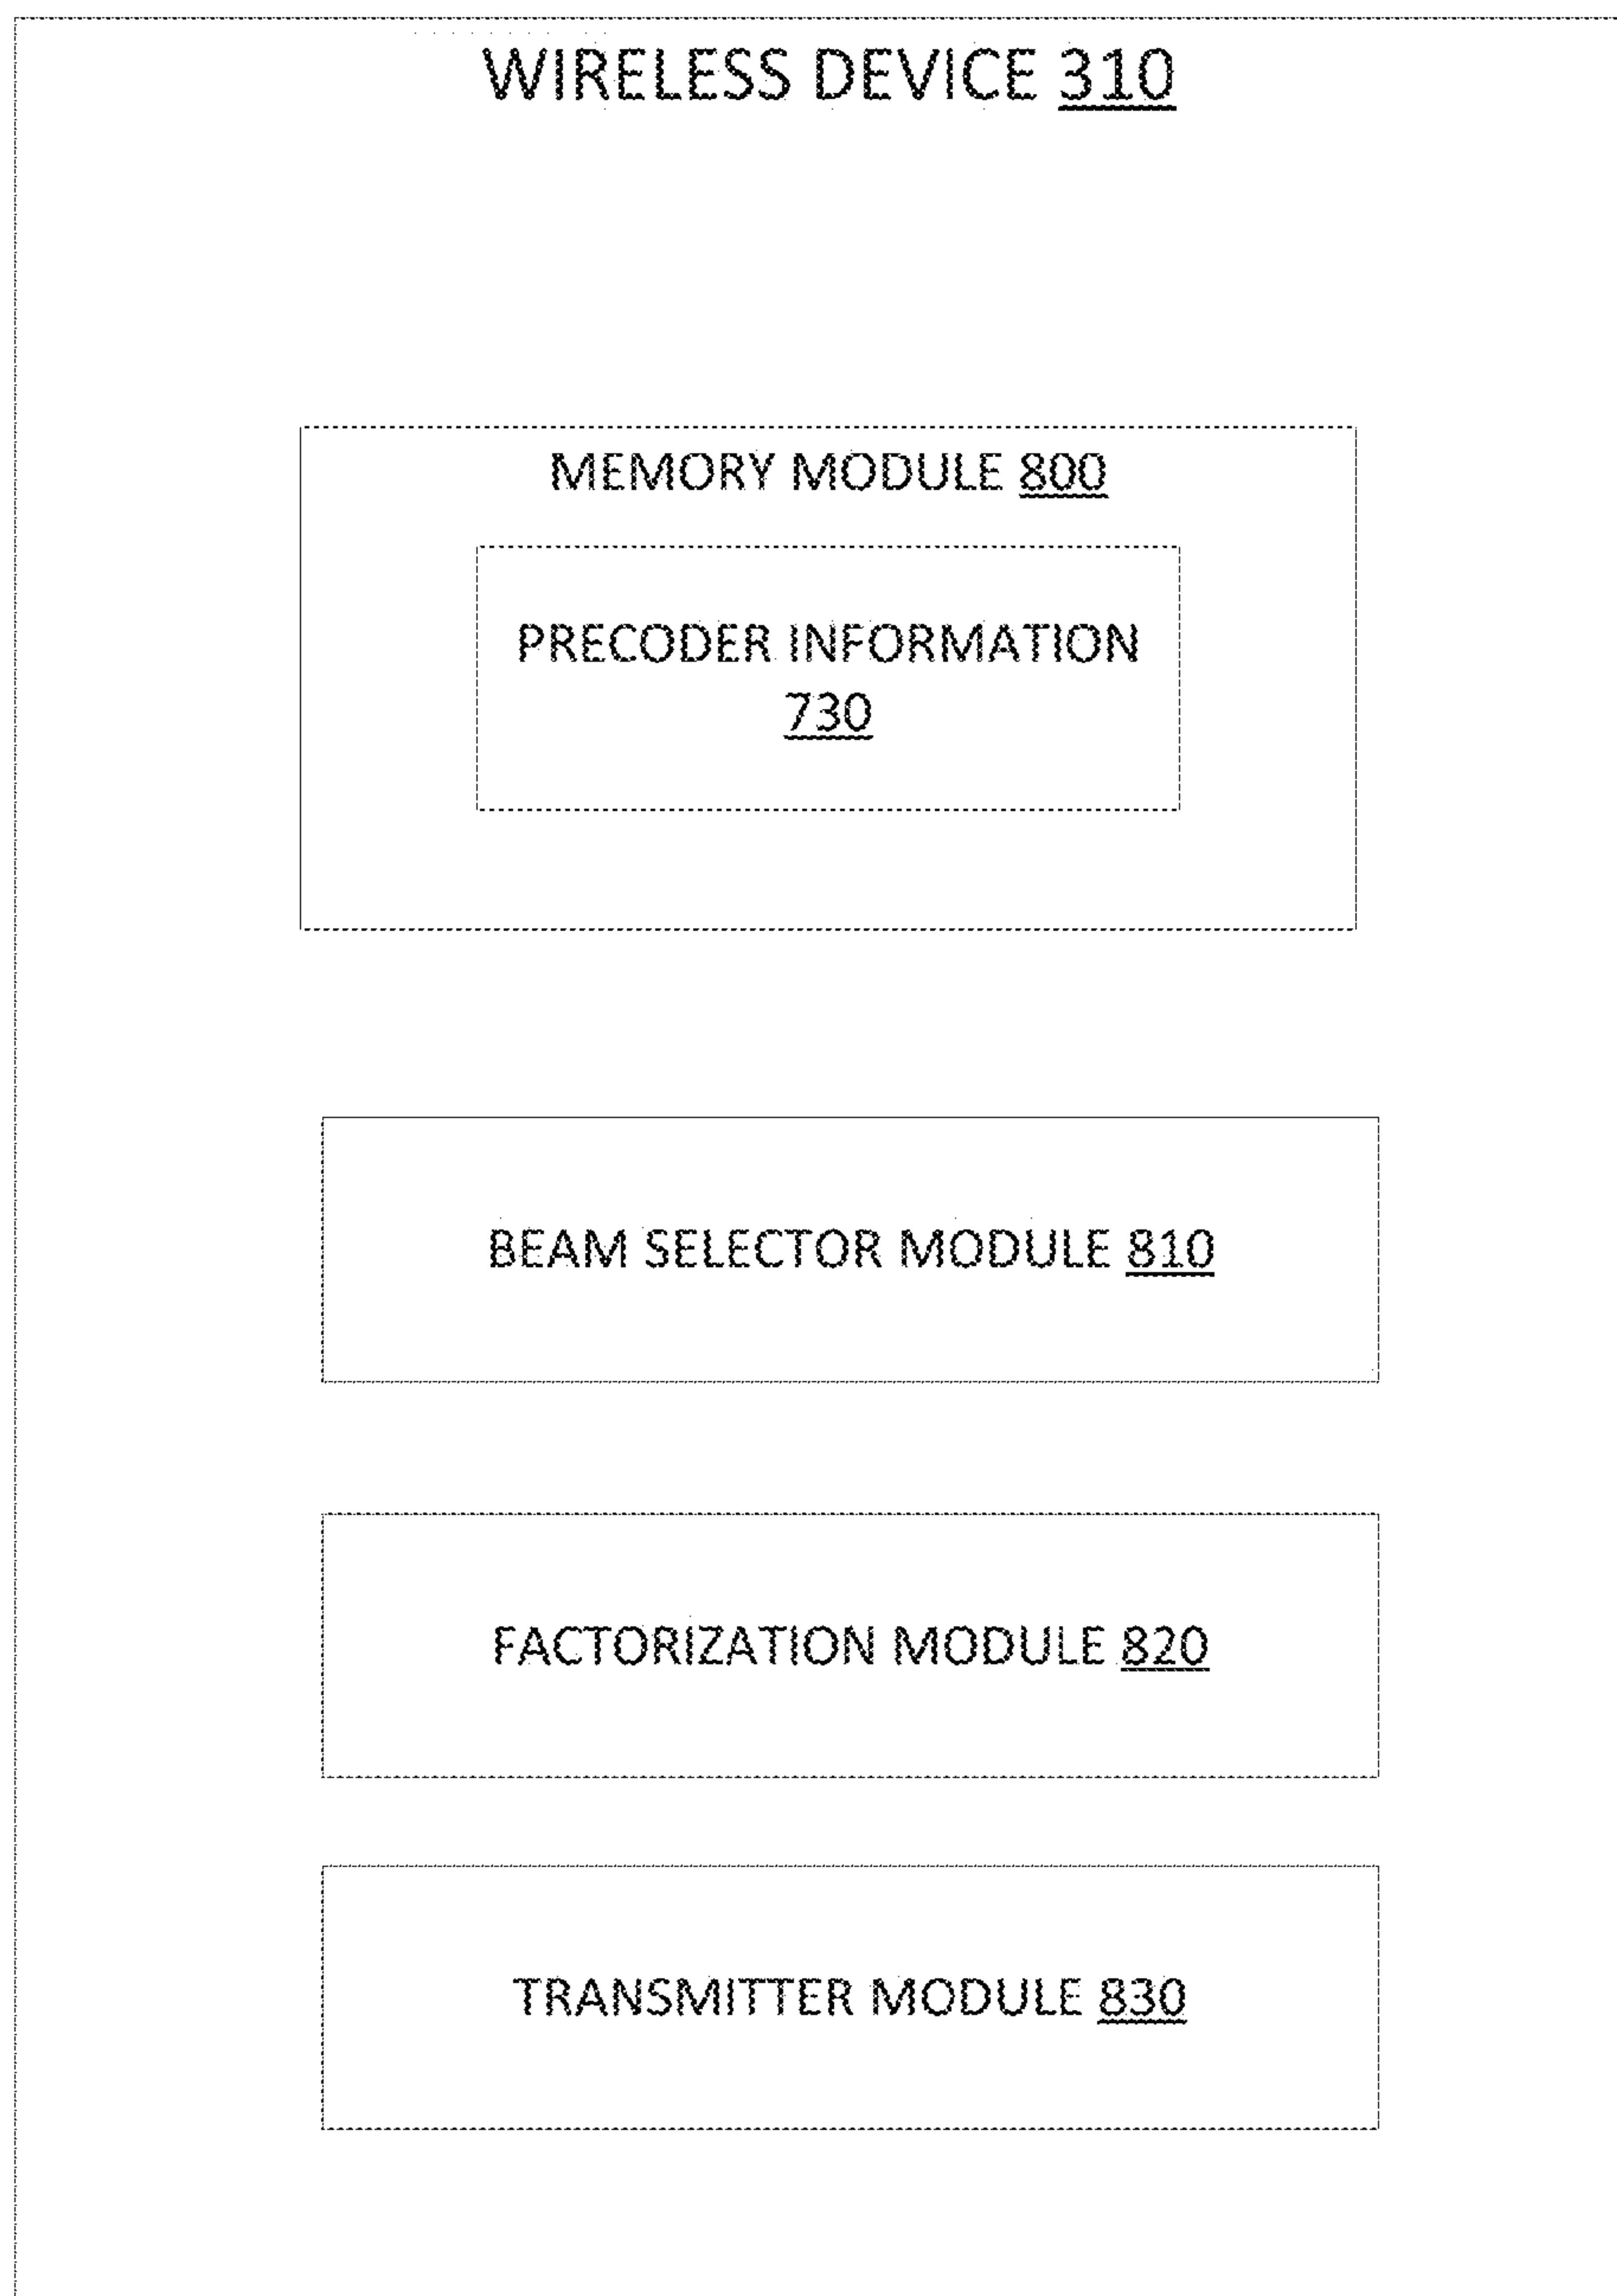 WIRELESS DEVICE 310
MEMORY MODULE 800
PRECODER INFORMATION
730
BEAM SELECTOR MODULE 810
FACTORIZATION MODULE 820
TRANSMITTER MODULE 830